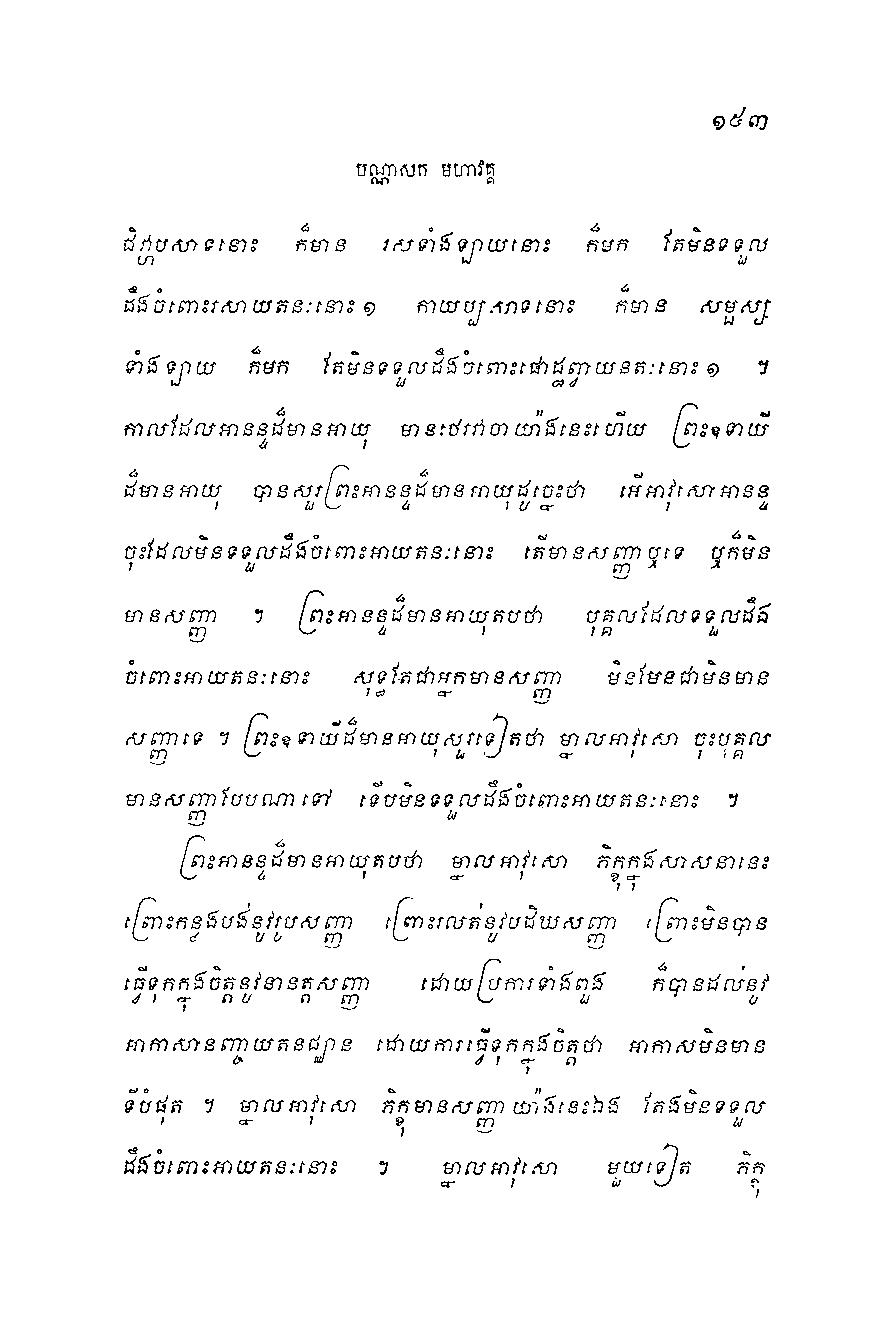 ១៥៣
បណ្ណាសក មហាវគ្គ
ជិវ្ហប្បសាទនោះ ក៏មាន រសទាំងឡាយនោះ ក៏មក តែមិនទទួល
ដឹងចំពោះរសាយតនៈនោះ ១ កាយប្បសាទនោះ ក៏មាន សម្ផស្ស
ទាំងឡាយ ក៏មក តែមិនទទួលដឹងចំពោះផោដ្ឋព្វាយនតៈនោះ ១ ។
កាលដែលអានន្ទដ៏មានអាយុ មានថេរវាចាយ៉ាងនេះហើយ ព្រះឧទាយី
ដ៏មានអាយុ បានសួរព្រះអានន្ទដ៏មានអាយុដូច្នេះថា អើអាវុសោអានន្ទ
ចុះដែលមិនទទួលដឹងចំពោះអាយតនៈនោះ តើមានសញ្ញាឬទេ ឬក៏មិន
មានសញ្ញា ។ ព្រះអានន្ទដ៏មានអាយុតបថា បុគ្គលដែលទទួលដឹង
ចំពោះអាយតនៈនោះ សុទ្ធតែជាអ្នកមានសញ្ញា មិនមែនជាមិនមាន
សញ្ញាទេ ។ ព្រះឧទាយីដ៏មានអាយុសួរទៀតថា ម្នាលអាវុសោ ចុះបុគ្គល
មានសញ្ញាបែបណាទៅ ទើបមិនទទួលដឹងចំពោះអាយតនៈនោះ ។
ព្រះអានន្ទដ៏មានអាយុតបថា ម្នាលអាវុសោ ភិក្ខុក្នុងសាសនានេះ
ព្រោះកន្លងបង់នូវរូបសញ្ញា ព្រោះរលត់នូវបដិឃសញ្ញា ព្រោះមិនបាន
ធ្វើទុកក្នុងចិត្តនូវនានត្តសញ្ញា ដោយប្រការទាំងពួង ក៏បានដល់នូវ
អាកាសានញ្ចាយតនជ្ឈាន ដោយការធ្វើទុកក្នុងចិត្តថា អាកាសមិនមាន
ទីបំផុត ។ ម្នាលអាវុសោ ភិក្ខុមានសញ្ញាយ៉ាងនេះឯង តែងមិនទទួល
ដឹងចំពោះអាយតនៈនោះ ។ ម្នាលអាវុសោ មួយទៀត ភិក្ខុ